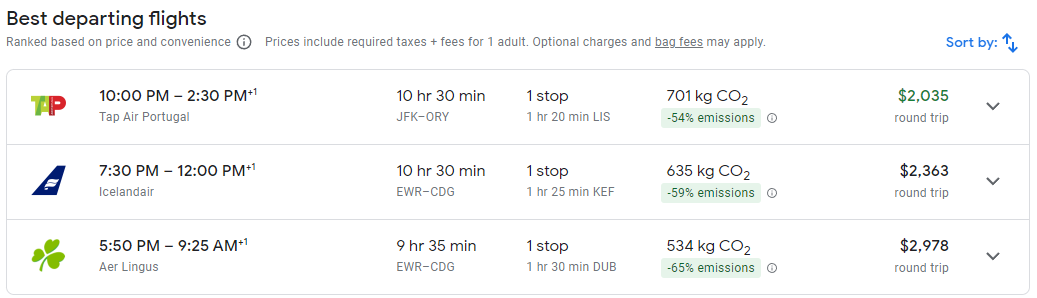 Best departing flights
Ranked based on price and convenience Prices include required taxes + fees for 1 adult. Optional charges and bag fees may apply.
Sort by:
TAP
10:00 PM – 2:30 PM+1
Tap Air Portugal
10 hr 30 min
JFK–ORY
1 stop
1 hr 20 min LIS
701 kg CO2
-54% emissions
$2,035
round trip
7:30 PM – 12:00 PM+1
Icelandair
10 hr 30 min
EWR–CDG
1 stop
1 hr 25 min KEF
635 kg CO2
-59% emissions
$2,363
round trip
5:50 PM – 9:25 AM+1
Aer Lingus
9 hr 35 min
EWR–CDG
1 stop
1 hr 30 min DUB
534 kg CO2
-65% emissions
$2,978
round trip